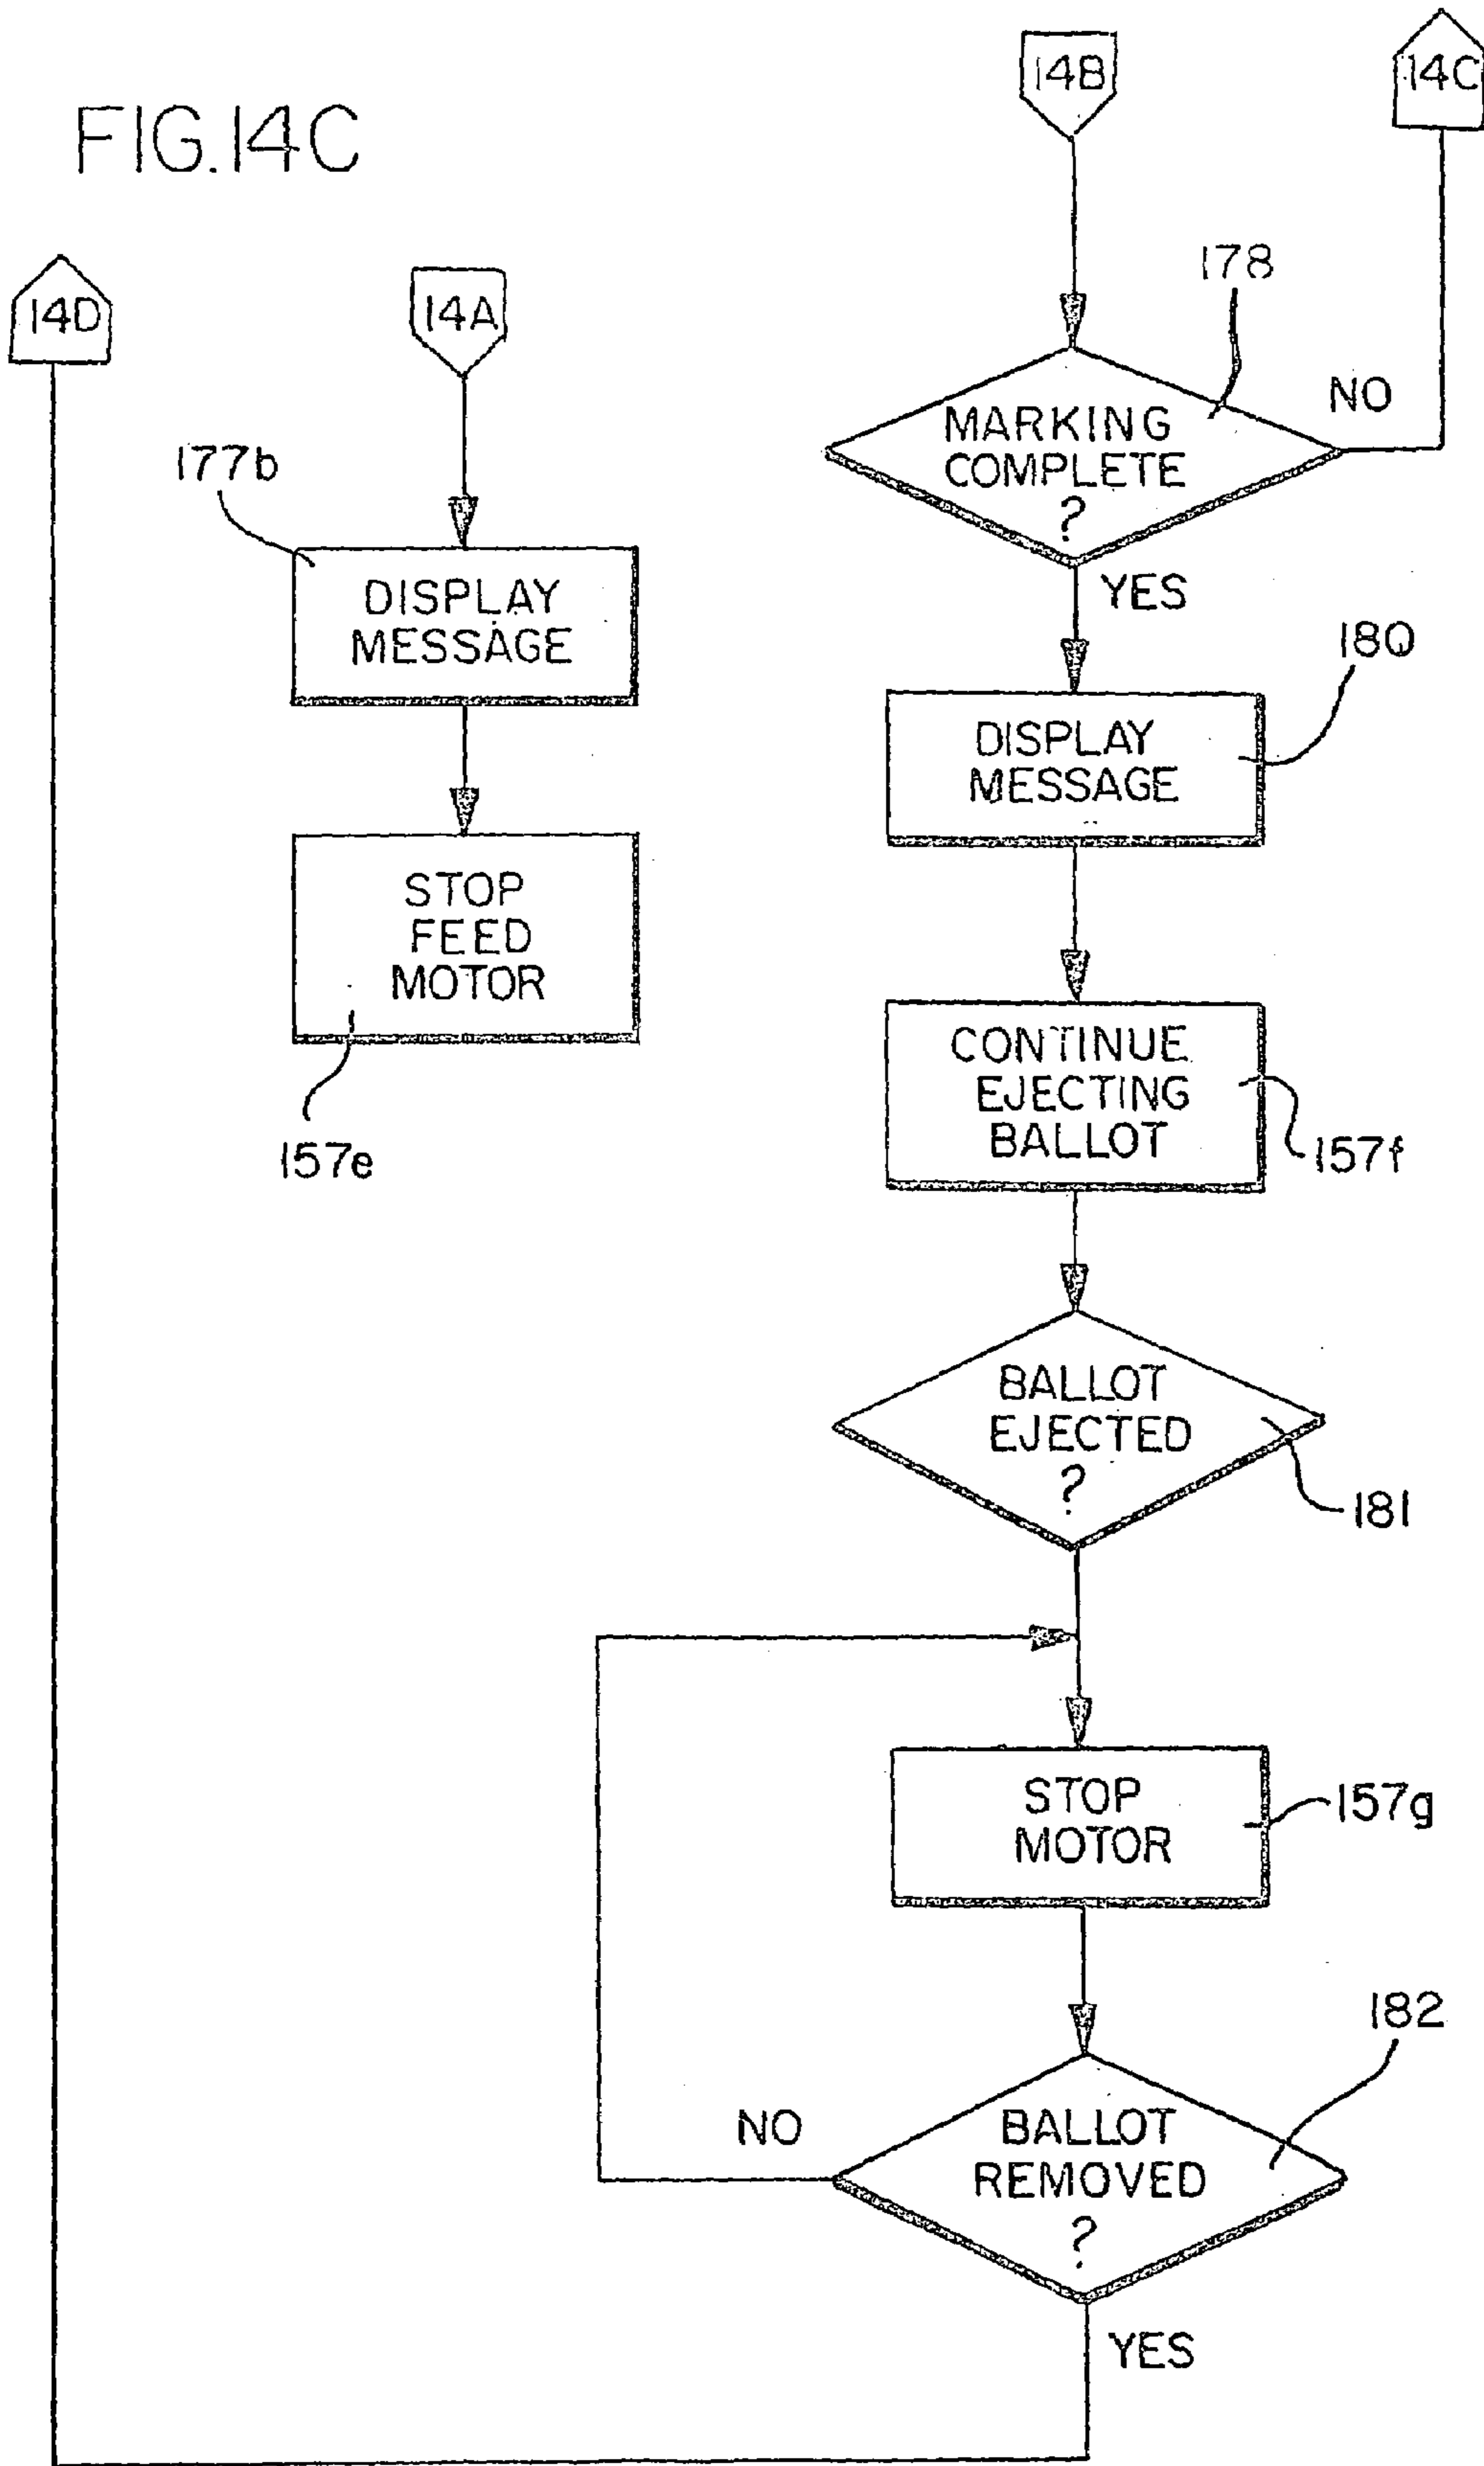 FIG.14C
14B
14C
14D
14A
178
MARKING
COMPLETE
?
NO
YES
177b
DISPLAY
MESSAGE
180
DISPLAY
MESSAGE
STOP
FEED
MOTOR
157e
CONTINUE
EJECTING
BALLOT
157f
BALLOT
EJECTED
?
181
STOP
MOTOR
157g
182
NO
BALLOT
REMOVED
?
YES